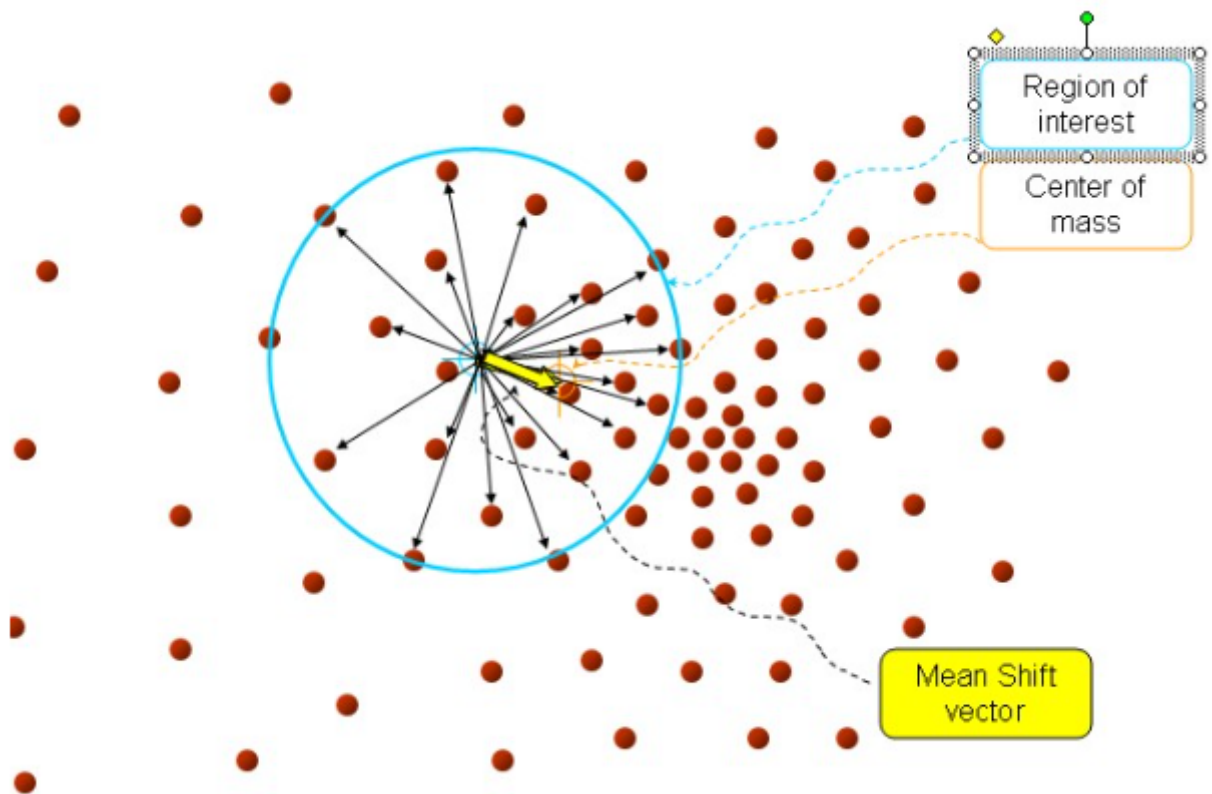 Region of
interest
Center of
mass
Mean Shift
vector